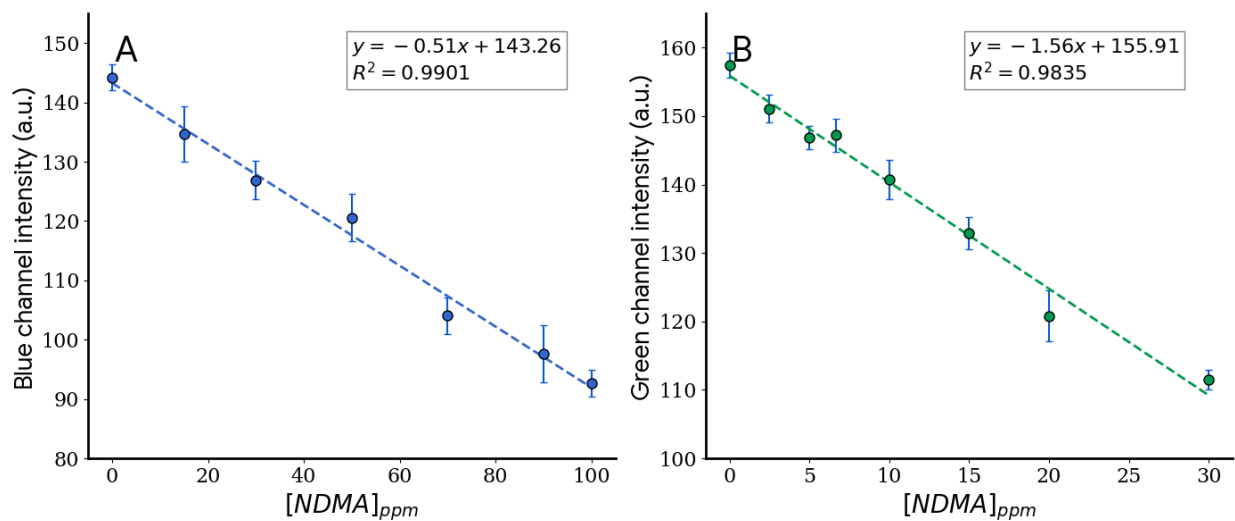 A
y = −0.51x + 143.26
R² = 0.9901
Blue channel intensity (a.u.)
150
140
130
120
110
100
90
80
0 20 40 60 80 100
[NDMA]ppm
B
y = −1.56x + 155.91
R² = 0.9835
Green channel intensity (a.u.)
160
150
140
130
120
110
100
0 5 10 15 20 25 30
[NDMA]ppm